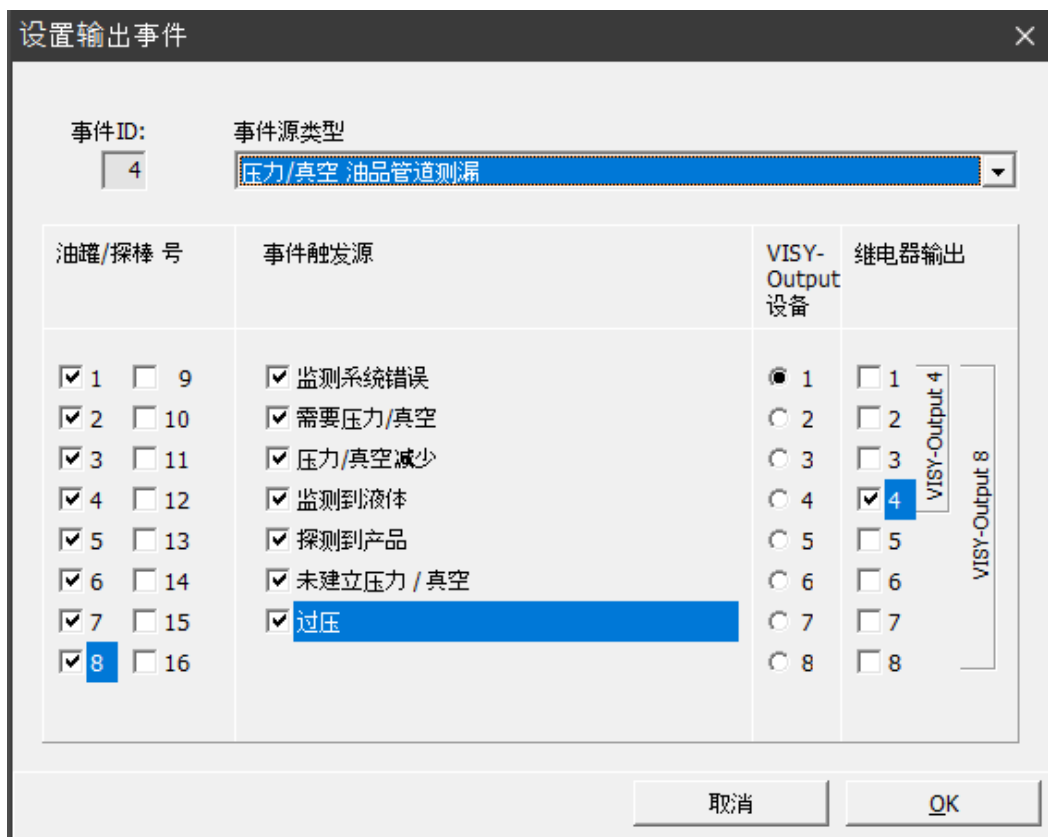 设置输出事件
事件ID:
事件源类型
4
压力/真空 油品管道测漏
油罐/探棒 号
事件触发源
VISY-
Output
设备
继电器输出
1 9 监测系统错误 1 1
2 10 需要压力/真空 2 2
3 11 压力/真空减少 3 3
4 12 监测到液体 4 4
5 13 探测到产品 5 5
6 14 未建立压力 / 真空 6 6
7 15 过压 7 7
8 16 8 8
VISY-Output 4
VISY-Output 8
取消
OK